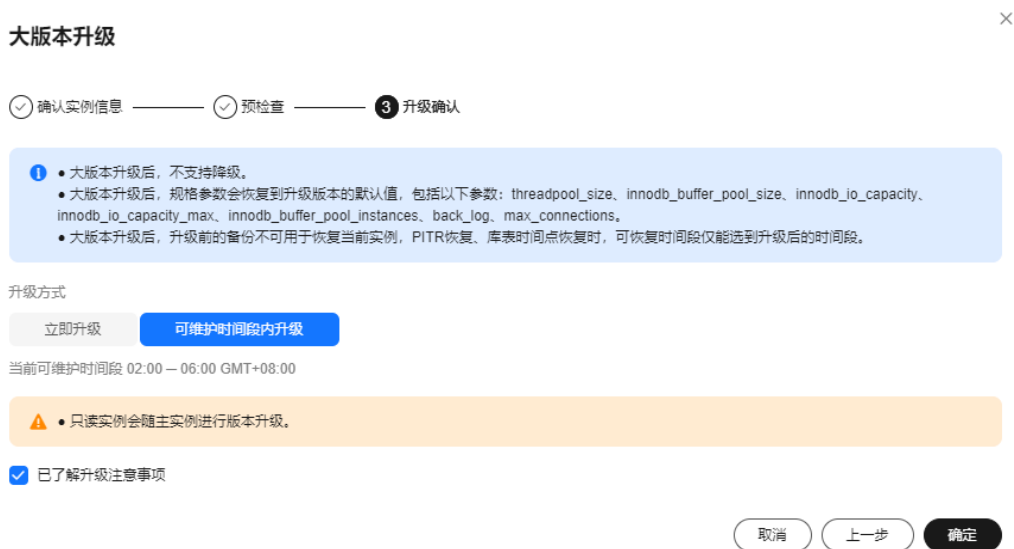 大版本升级
确认实例信息 预检查 3 升级确认
● 大版本升级后，不支持降级。
● 大版本升级后，规格参数会恢复到升级版本的默认值，包括以下参数：threadpool_size、innodb_buffer_pool_size、innodb_io_capacity、
innodb_io_capacity_max、innodb_buffer_pool_instances、back_log、max_connections。
● 大版本升级后，升级前的备份不可用于恢复当前实例，PITR恢复、库表时间点恢复时，可恢复时间段仅能选到升级后的时间段。
升级方式
立即升级 可维护时间段内升级
当前可维护时间段 02:00 — 06:00 GMT+08:00
● 只读实例会随主实例进行版本升级。
已了解升级注意事项
取消 上一步 确定